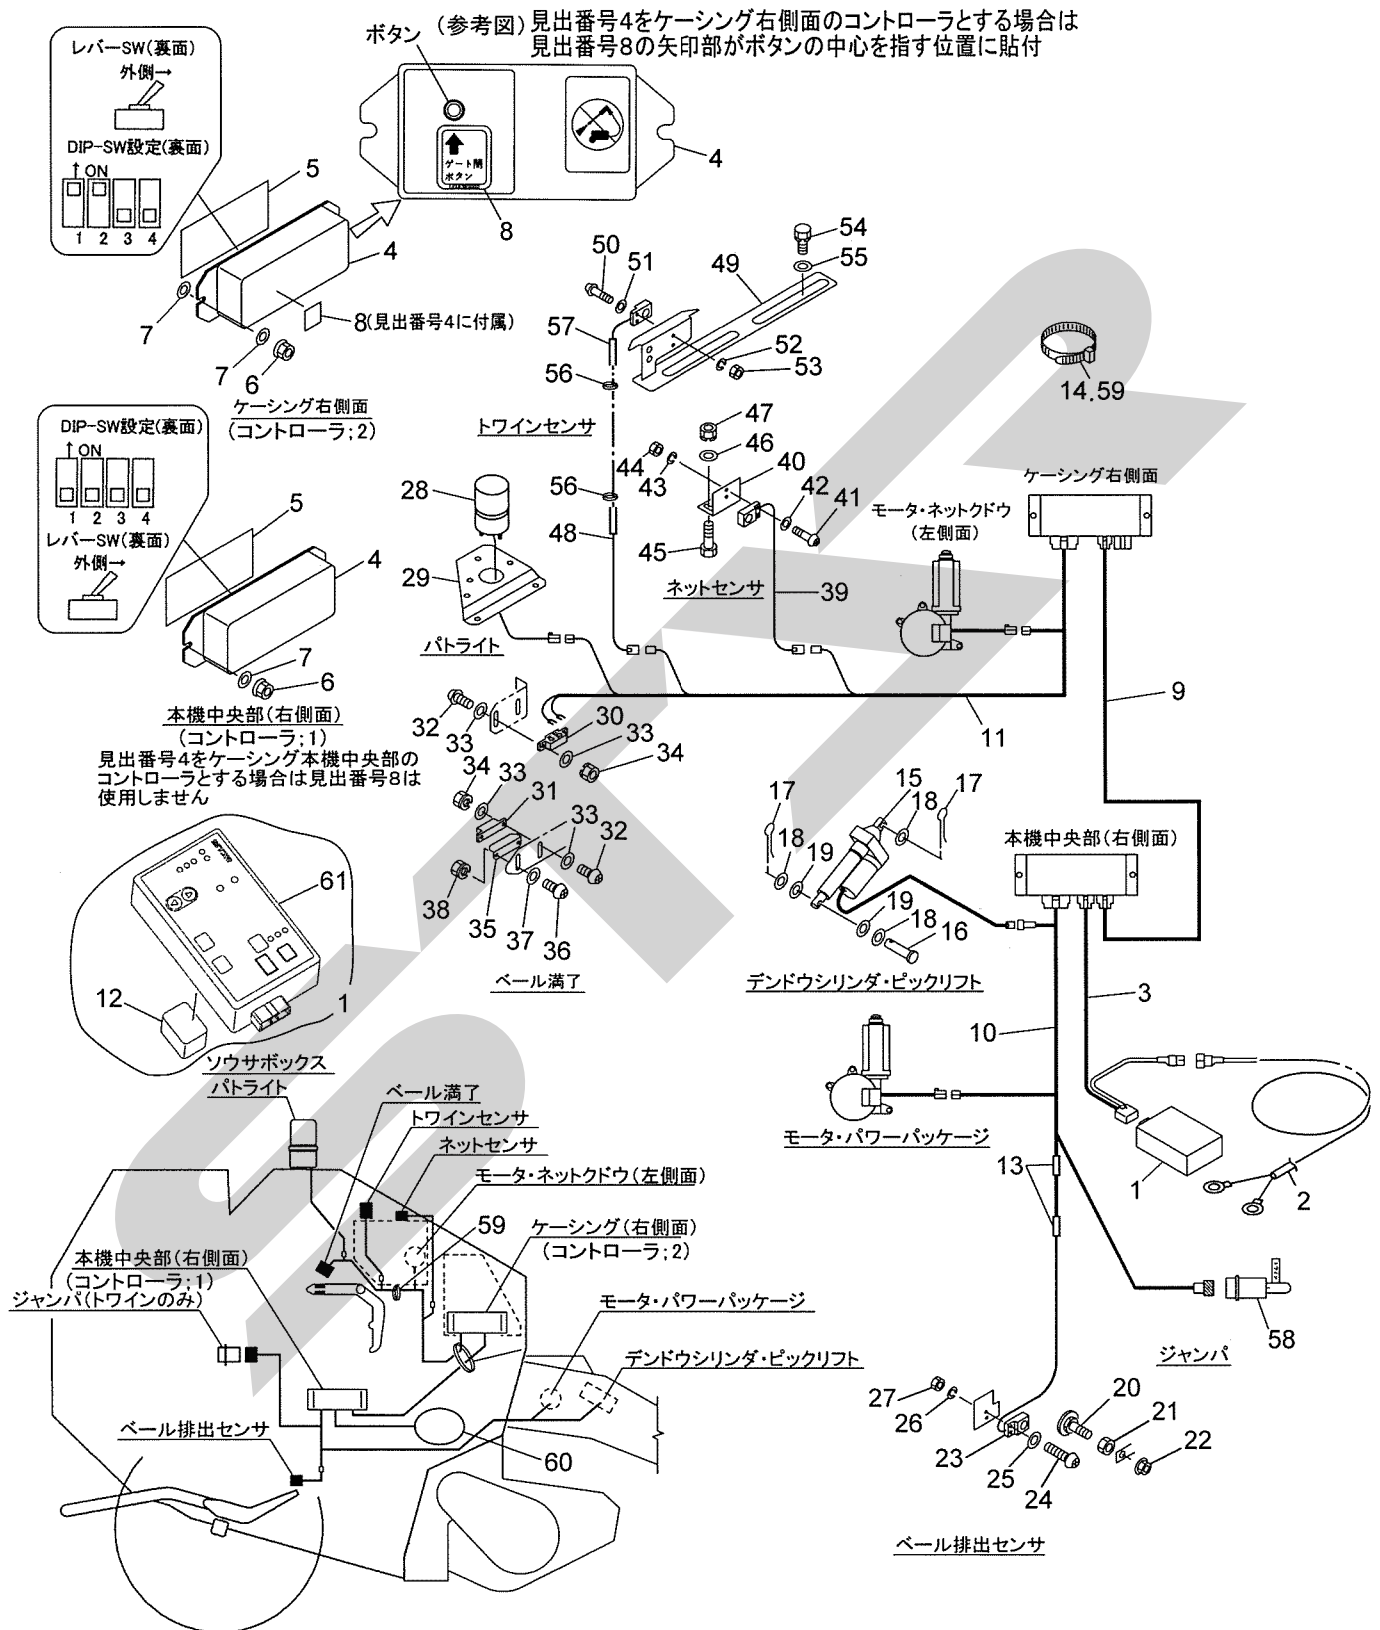 (参考図)見出番号4をケーシング右側面のコントローラとする場合は
見出番号8の矢印部がボタンの中心を指す位置に貼付
レバーSW(裏面)
外側→
DIP-SW設定(裏面)
↑ON
1 2 3 4
ボタン
ゲート開
ボタン
4
8
5
4
7
8(見出番号4に付属)
7
6
ケーシング右側面
(コントローラ;2)
DIP-SW設定(裏面)
↑ON
1 2 3 4
レバーSW(裏面)
外側→
5
4
7
6
本機中央部(右側面)
(コントローラ;1)
見出番号4をケーシング本機中央部の
コントローラとする場合は見出番号8は
使用しません
54
55
50
51
49
57
52
53
56
トワインセンサ
14,59
47
46
44
43
40
42
41
28
56
48
45
29
ネットセンサ
39
パトライト
モータ・ネットクドウ
(左側面)
ケーシング右側面
9
11
32
33
30
33
34
34
33
31
33
32
38
35
37
36
ベール満了
17
15
18
17
18
19
19
18
16
デンドウシリンダ・ピックリフト
本機中央部(右側面)
3
10
モータ・パワーパッケージ
13
1
2
58
ジャンパ
61
12
1
ソウサボックス
パトライト
ベール満了
トワインセンサ
ネットセンサ
モータ・ネットクドウ(左側面)
59
ケーシング(右側面)
(コントローラ;2)
本機中央部(右側面)
(コントローラ;1)
ジャンパ(トワインのみ)
モータ・パワーパッケージ
デンドウシリンダ・ピックリフト
ベール排出センサ
60
27
26
23
25
24
20
21
22
ベール排出センサ
STAR